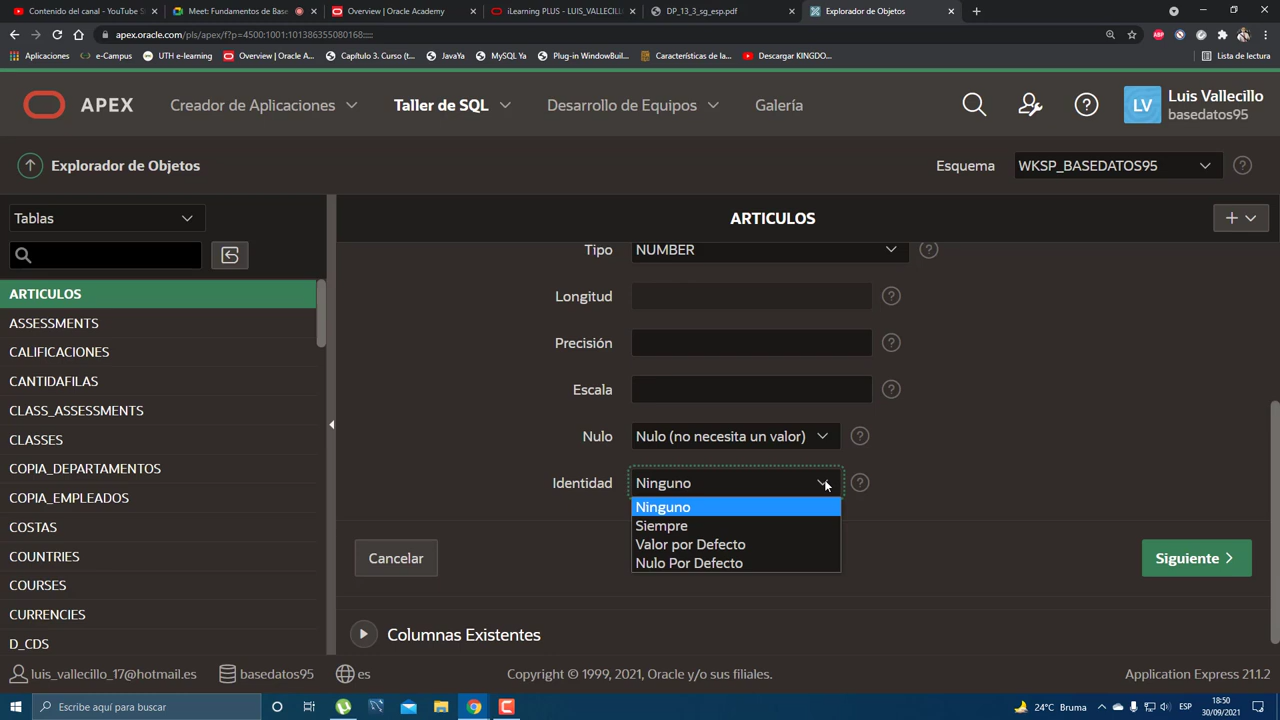 Contenido del canal - YouTube S
Meet: Fundamentos de Base
Overview | Oracle Academy
iLearning PLUS - LUIS_VALLECILLO
DP_13_3_sg_esp.pdf
Explorador de Objetos
apex.oracle.com/pls/apex/f?p=4500:1001:101386355080168::::
Aplicaciones
e-Campus
UTH e-learning
Overview | Oracle A...
Capítulo 3. Curso (t...
JavaYa
MySQL Ya
Plug-in WindowBuil...
Características de la...
Descargar KINGDO...
Lista de lectura
APEX
Creador de Aplicaciones
Taller de SQL
Desarrollo de Equipos
Galería
LV
Luis Vallecillo
basedatos95
Explorador de Objetos
Esquema
WKSP_BASEDATOS95
Tablas
ARTICULOS
ASSESSMENTS
CALIFICACIONES
CANTIDAFILAS
CLASS_ASSESSMENTS
CLASSES
COPIA_DEPARTAMENTOS
COPIA_EMPLEADOS
COSTAS
COUNTRIES
COURSES
CURRENCIES
D_CDS
ARTICULOS
Tipo
NUMBER
Longitud
Precisión
Escala
Nulo
Nulo (no necesita un valor)
Identidad
Ninguno
Ninguno
Siempre
Valor por Defecto
Nulo Por Defecto
Cancelar
Siguiente
Columnas Existentes
luis_vallecillo_17@hotmail.es
basedatos95
es
Copyright © 1999, 2021, Oracle y/o sus filiales.
Application Express 21.1.2
Escribe aquí para buscar
24°C Bruma
ESP
18:50
30/09/2021